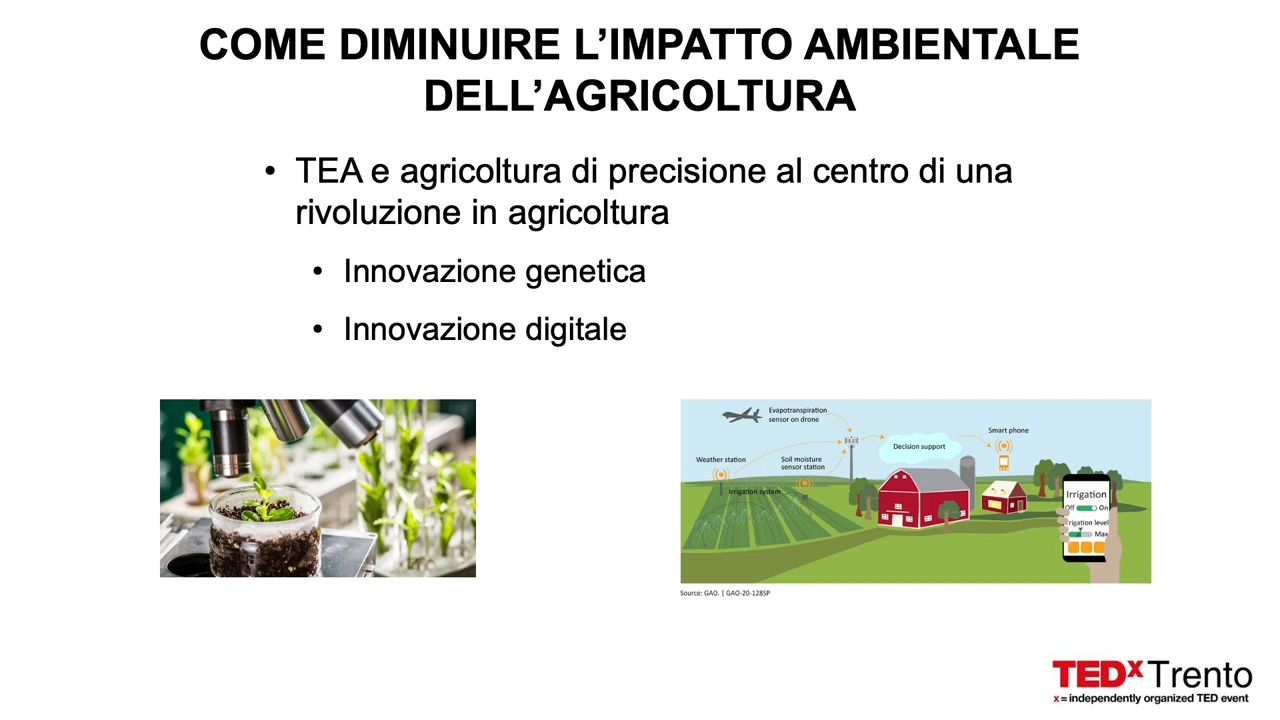 COME DIMINUIRE L’IMPATTO AMBIENTALE
DELL’AGRICOLTURA
• TEA e agricoltura di precisione al centro di una
rivoluzione in agricoltura
• Innovazione genetica
• Innovazione digitale
Evapotranspiration
sensor on drone
Smart phone
Decision support
Weather station
Soil moisture
sensor station
Irrigation system
Irrigation
Off On
Irrigation level
Max
Source: GAO. | GAO-20-128SP
TEDx Trento
x = independently organized TED event